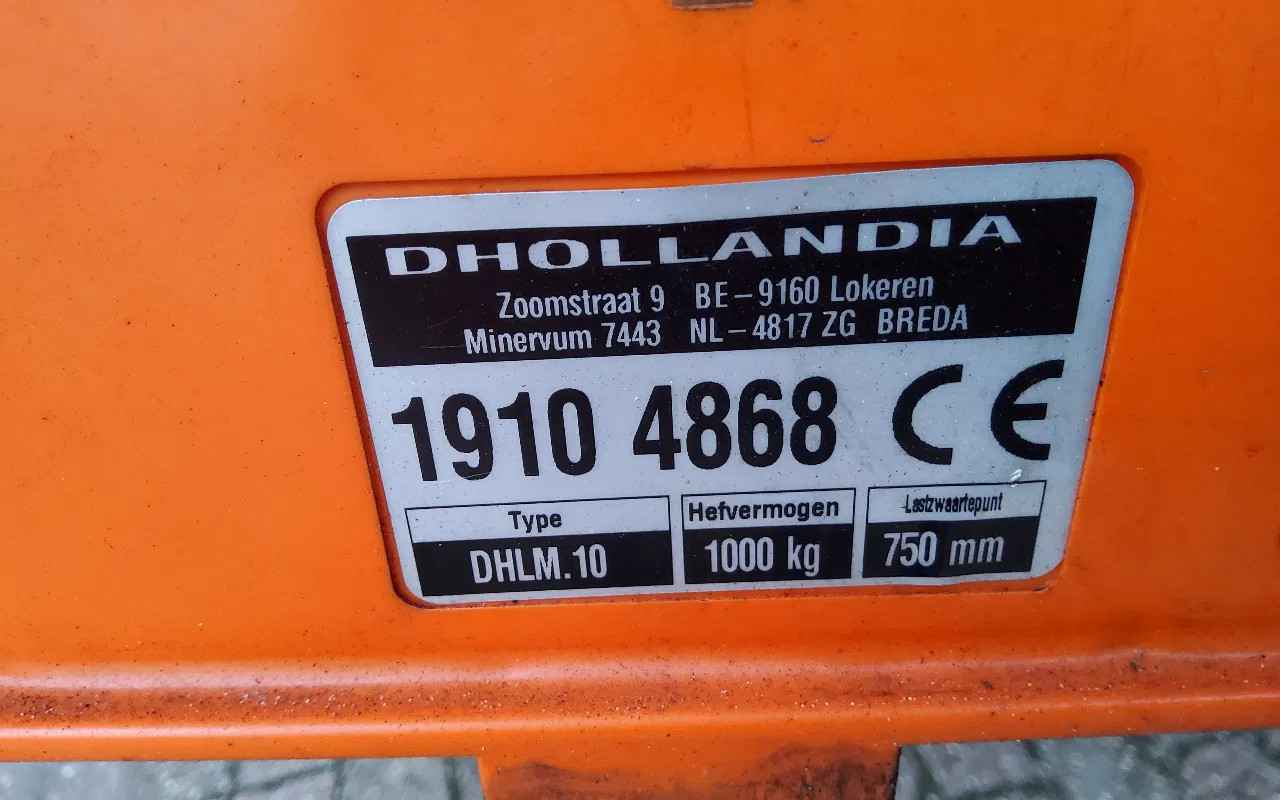 DHOLLANDIA
Zoomstraat 9 BE-9160 Lokeren
Minervum 7443 NL-4817 ZG BREDA
1910 4868 CE
Type Hefvermogen Lastzwaartepunt
DHLM.10 1000 kg 750 mm